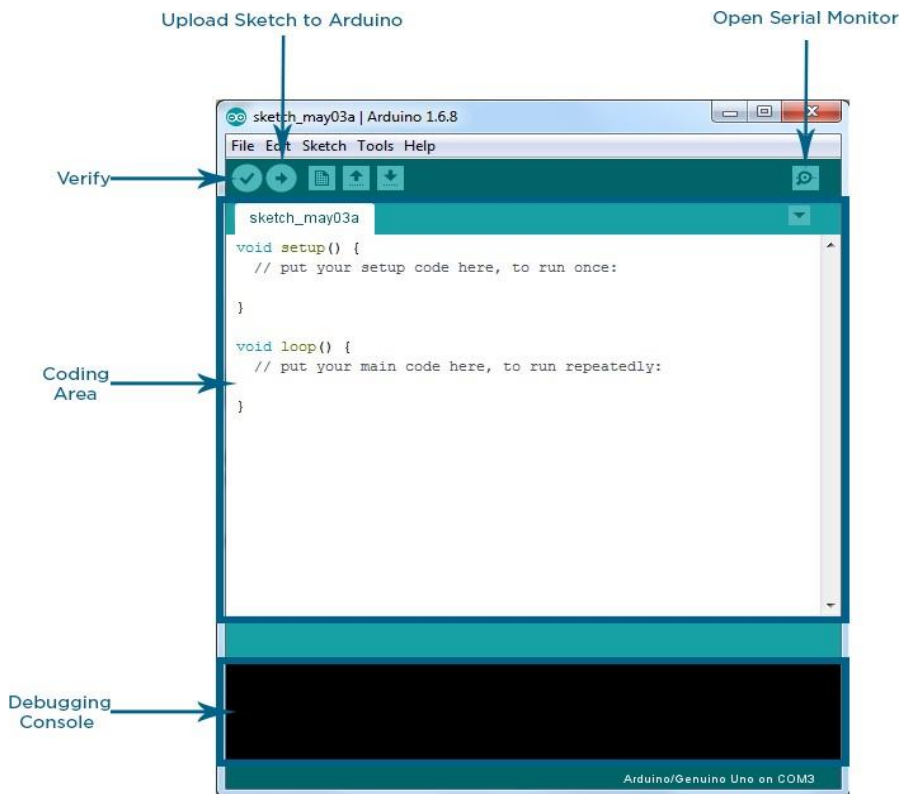 Upload Sketch to Arduino
Open Serial Monitor
sketch_may03a | Arduino 1.6.8
File Edit Sketch Tools Help
Verify
sketch_may03a
void setup() {
  // put your setup code here, to run once:
}
void loop() {
  // put your main code here, to run repeatedly:
}
Coding
Area
Debugging
Console
Arduino/Genuino Uno on COM3